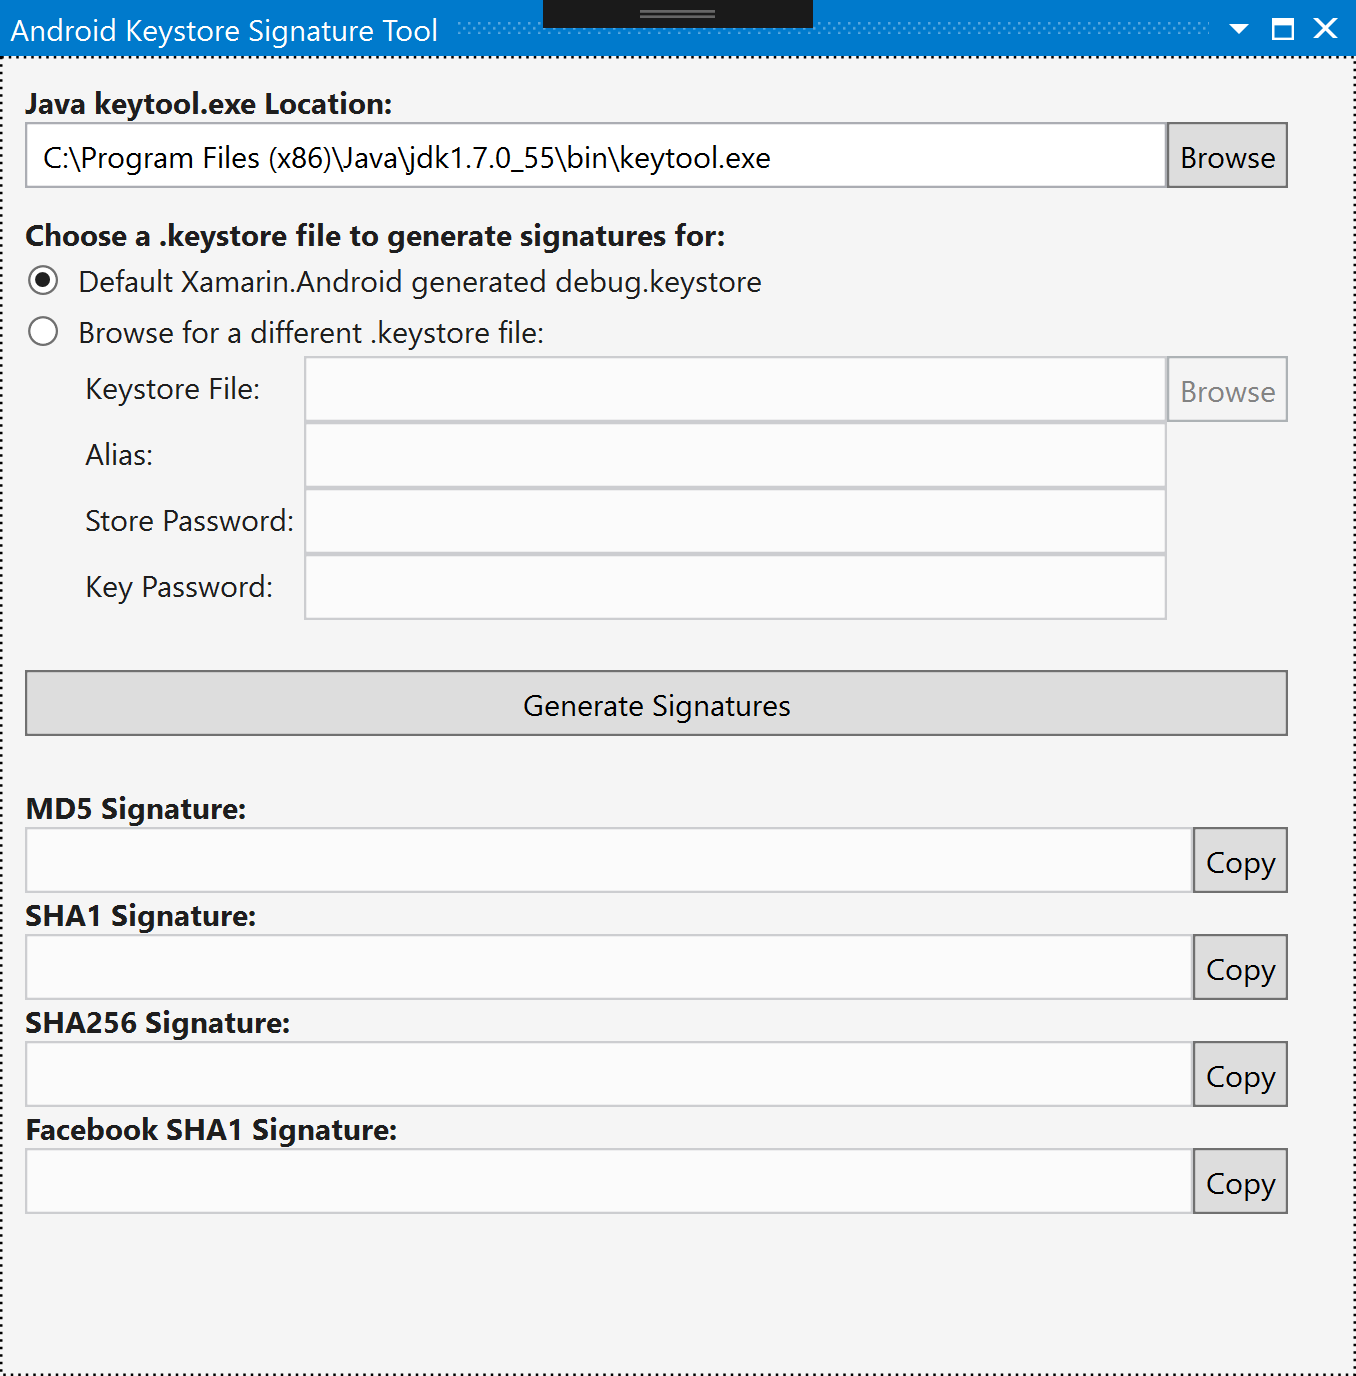 Android Keystore Signature Tool
Java keytool.exe Location:
C:\Program Files (x86)\Java\jdk1.7.0_55\bin\keytool.exe Browse
Choose a .keystore file to generate signatures for:
Default Xamarin.Android generated debug.keystore
Browse for a different .keystore file:
Keystore File: Browse
Alias:
Store Password:
Key Password:
Generate Signatures
MD5 Signature:
Copy
SHA1 Signature:
Copy
SHA256 Signature:
Copy
Facebook SHA1 Signature:
Copy